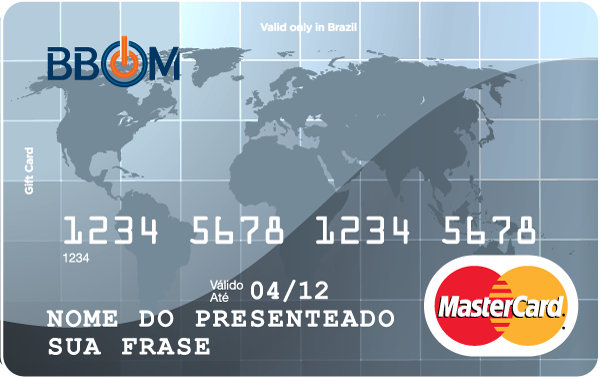 Valid only in Brazil
BBOM
Gift Card
1234 5678 1234 5678
1234
Válido
Até
04/12
NOME DO PRESENTEADO
SUA FRASE
MasterCard